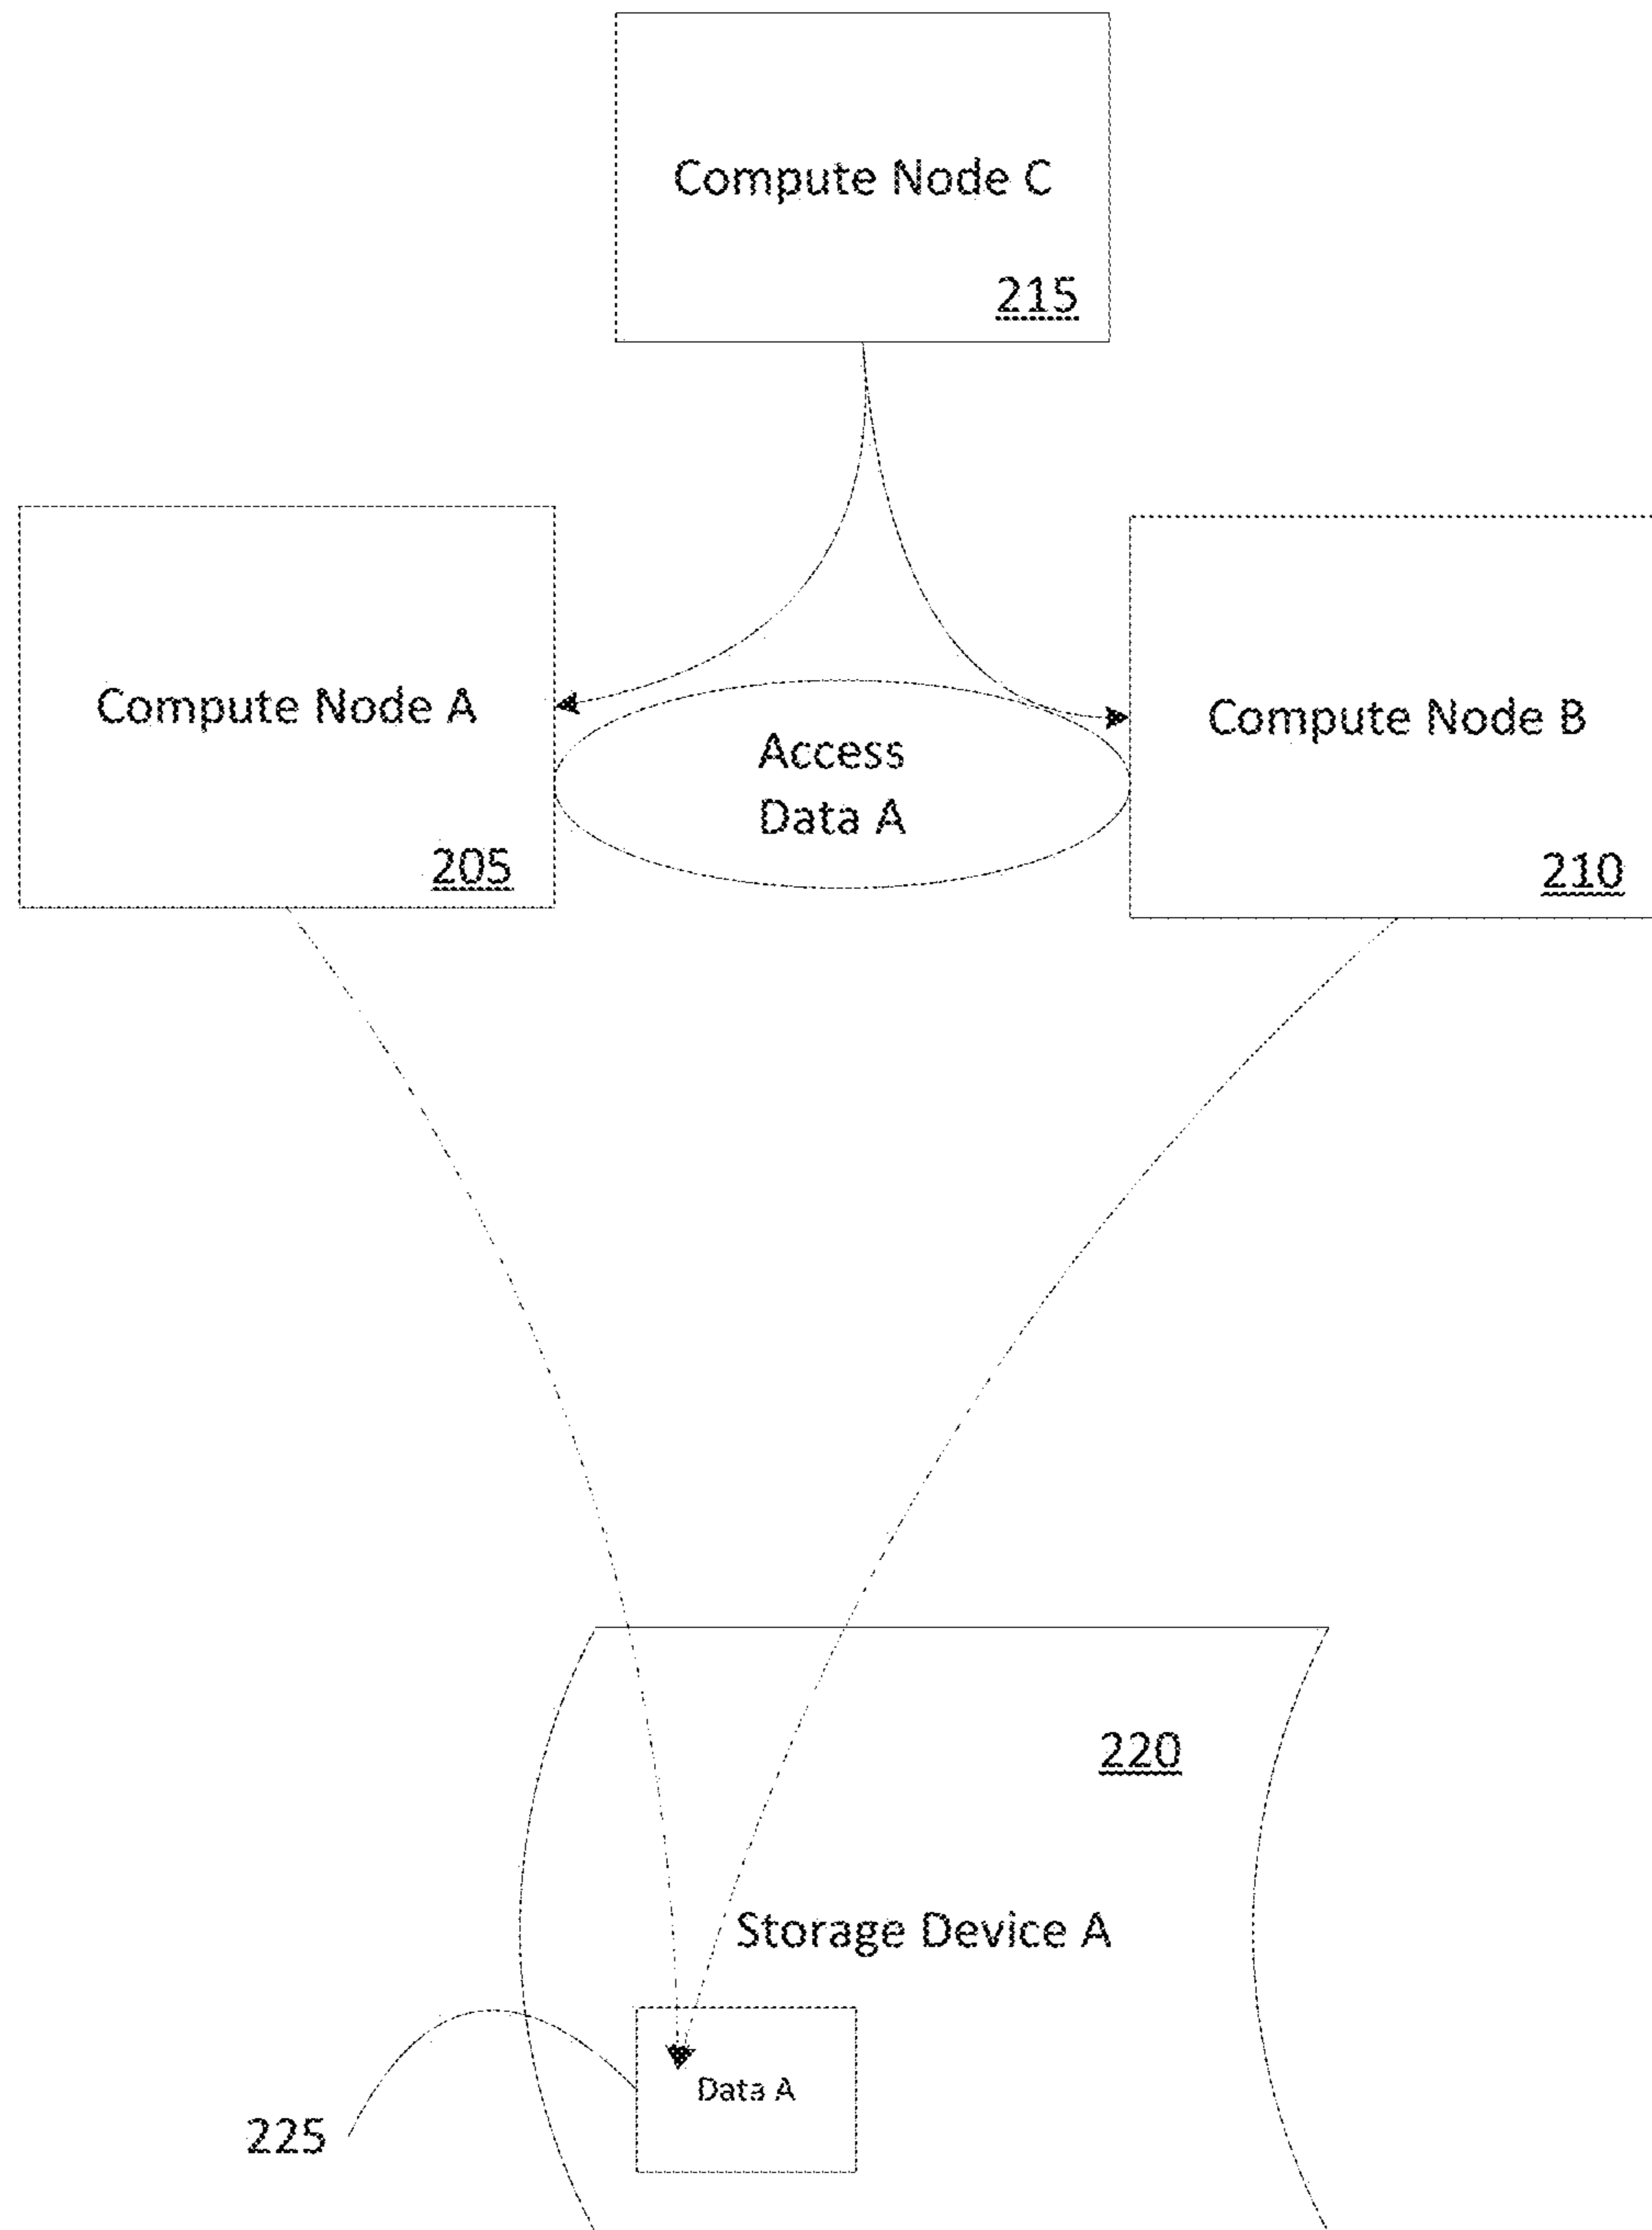 Compute Node C
215
Compute Node A
205
Access
Data A
Compute Node B
210
220
Storage Device A
Data A
225